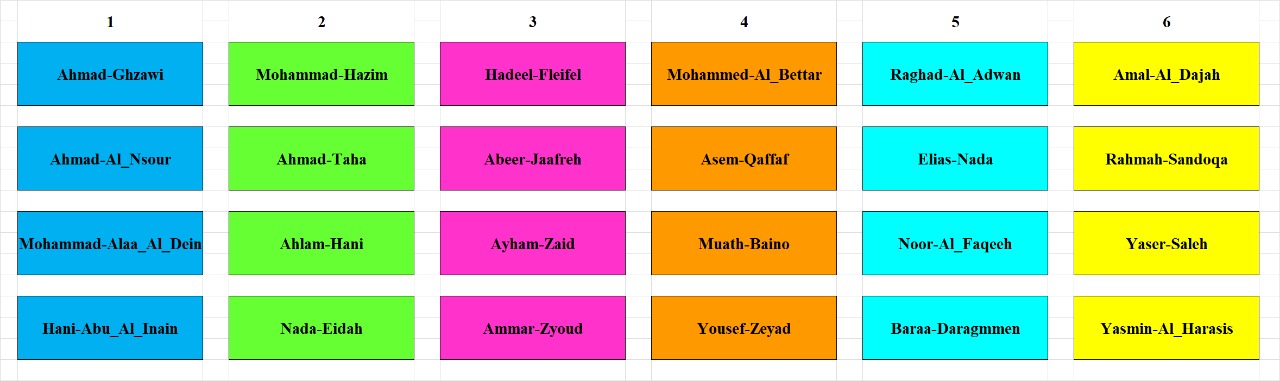 1 2 3 4 5 6
Ahmad-Ghzawi Mohammad-Hazim Hadeel-Fleifel Mohammed-Al_Bettar Raghad-Al_Adwan Amal-Al_Dajah
Ahmad-Al_Nsour Ahmad-Taha Abeer-Jaafreh Asem-Qaffaf Elias-Nada Rahmah-Sandoqa
Mohammad-Alaa_Al_Dein Ahlam-Hani Ayham-Zaid Muath-Baino Noor-Al_Faqeeh Yaser-Saleh
Hani-Abu_Al_Inain Nada-Eidah Ammar-Zyoud Yousef-Zeyad Baraa-Daragmmen Yasmin-Al_Harasis